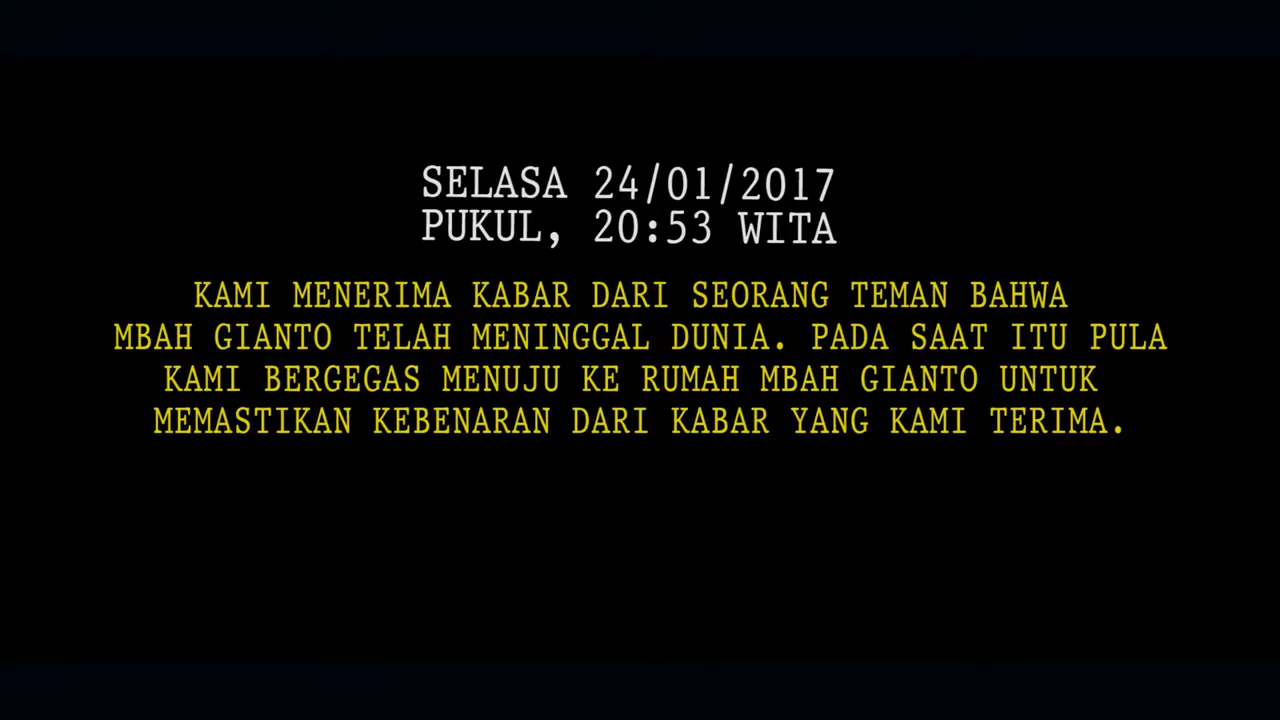 SELASA 24/01/2017
PUKUL, 20:53 WITA
KAMI MENERIMA KABAR DARI SEORANG TEMAN BAHWA
MBAH GIANTO TELAH MENINGGAL DUNIA. PADA SAAT ITU PULA
KAMI BERGEGAS MENUJU KE RUMAH MBAH GIANTO UNTUK
MEMASTIKAN KEBENARAN DARI KABAR YANG KAMI TERIMA.